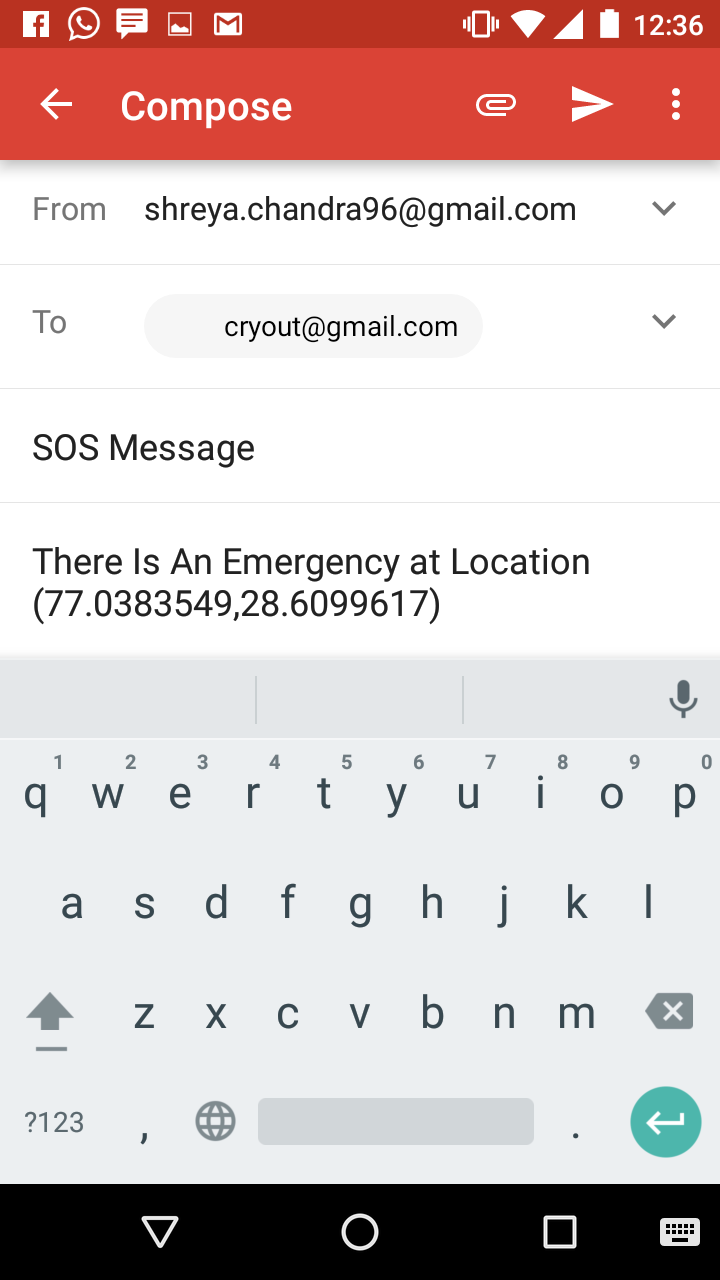 12:36
Compose
From shreya.chandra96@gmail.com
To cryout@gmail.com
SOS Message
There Is An Emergency at Location
(77.0383549,28.6099617)
1 2 3 4 5 6 7 8 9 0
q w e r t y u i o p
a s d f g h j k l
z x c v b n m
?123 , .